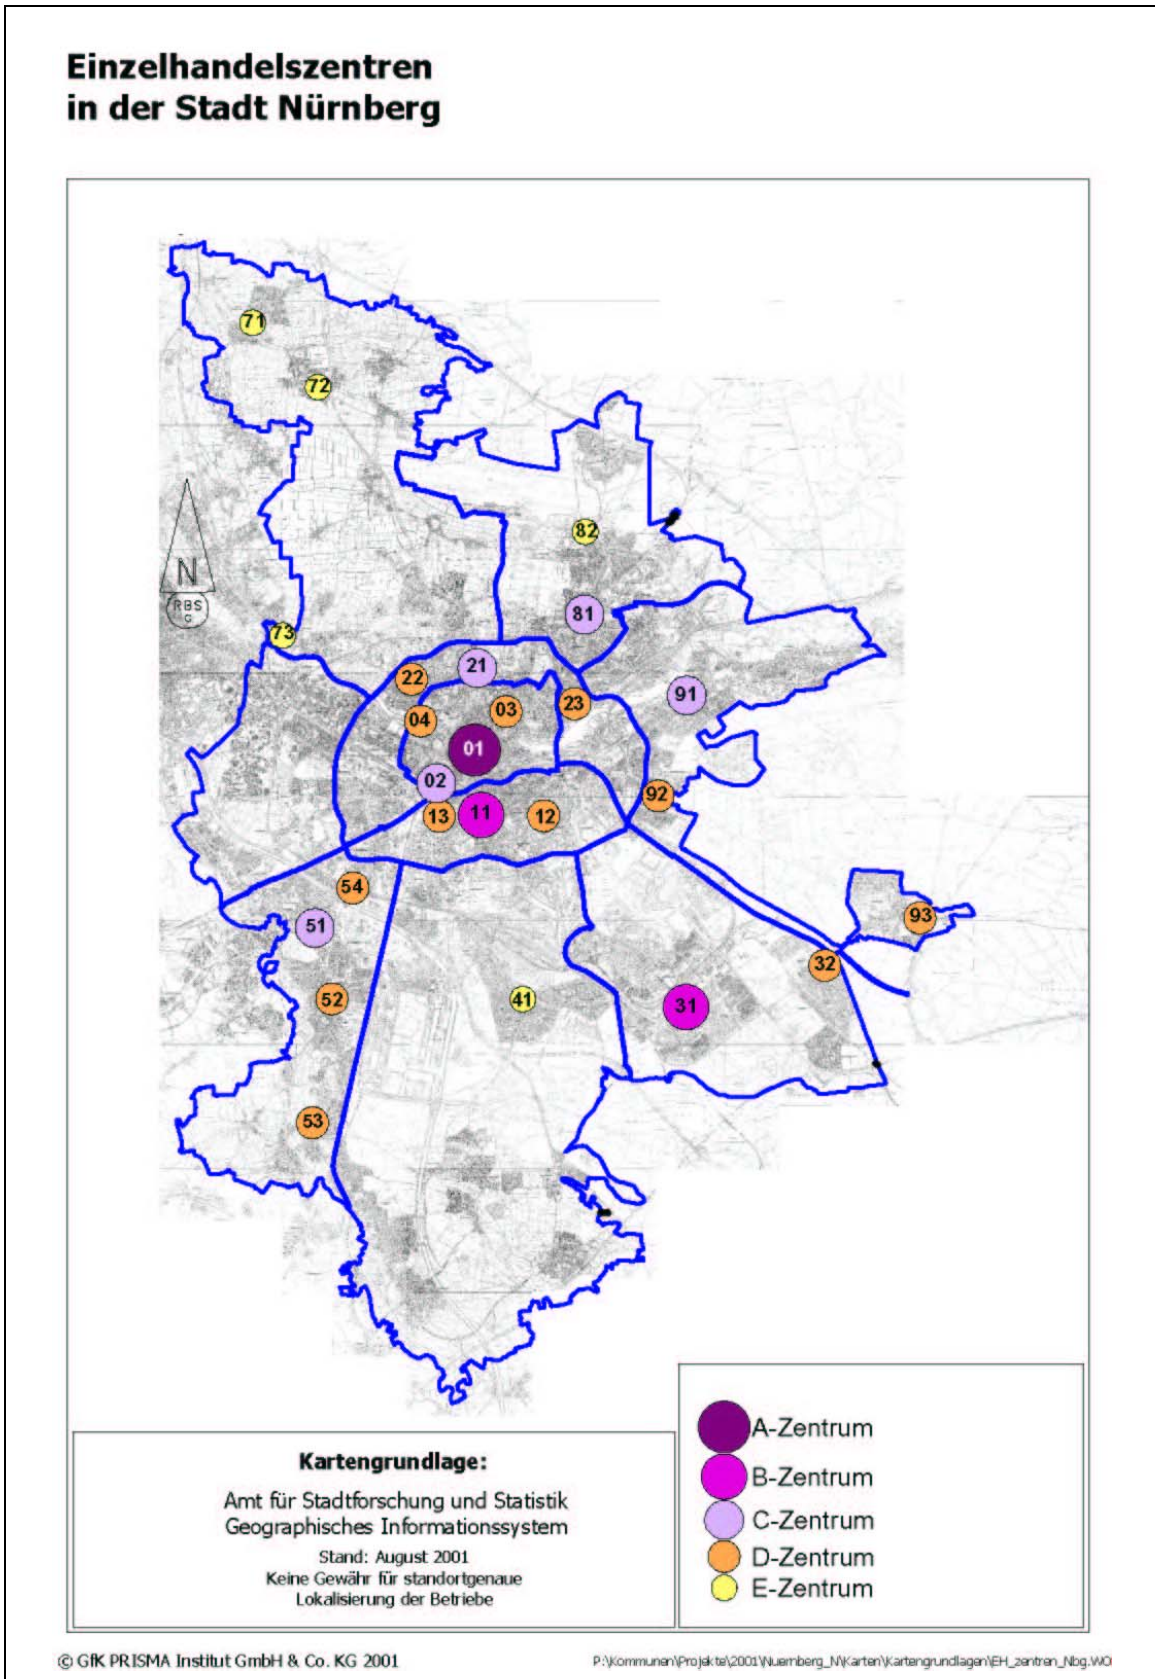 Einzelhandelszentren
in der Stadt Nürnberg
71
72
82
N
RBS
G
81
73
21
22
91
03
23
04
01
02
92
13
11
12
54
93
51
32
52
41
31
53
A-Zentrum
B-Zentrum
C-Zentrum
D-Zentrum
E-Zentrum
Kartengrundlage:
Amt für Stadtforschung und Statistik
Geographisches Informationssystem
Stand: August 2001
Keine Gewähr für standortgenaue
Lokalisierung der Betriebe
© GfK PRISMA Institut GmbH & Co. KG 2001
P:\Kommunen\Projekte\2001\Nuernberg_N\Karten\Kartengrundlagen\EH_zentren_Nbg.WO